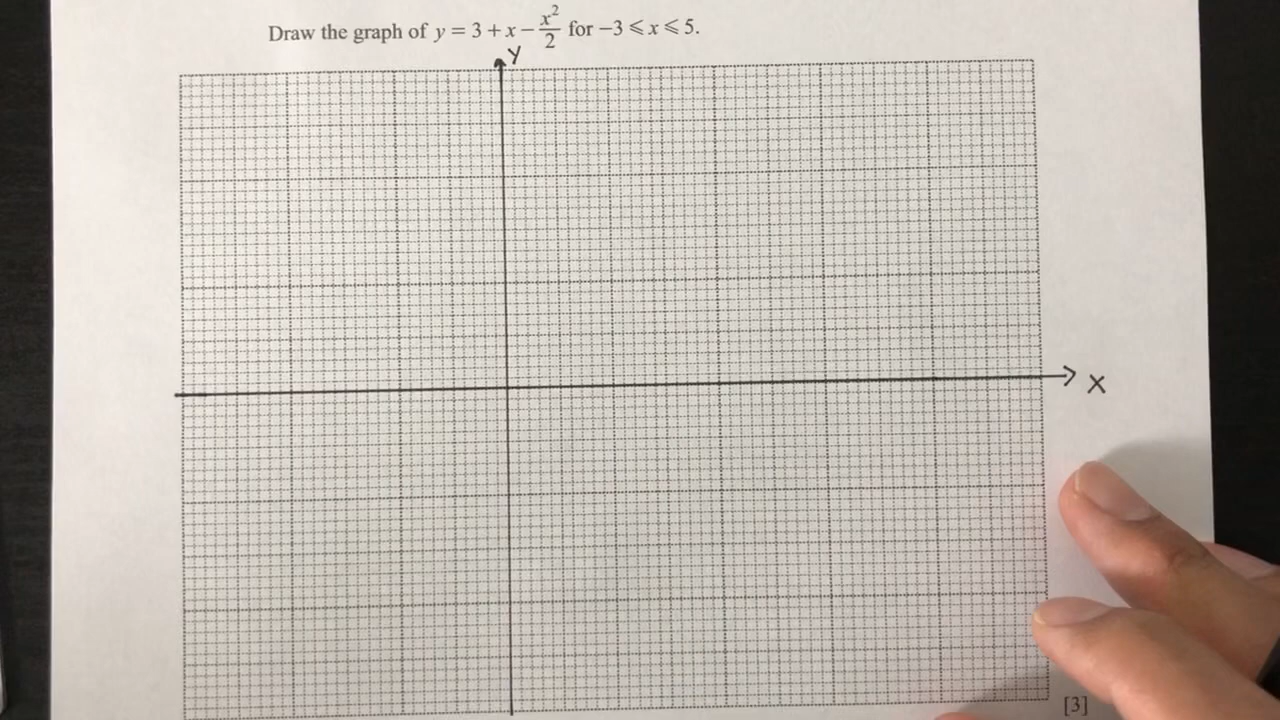 Draw the graph of y = 3 + x − x²/2 for −3 ⩽ x ⩽ 5.
y
x
[3]